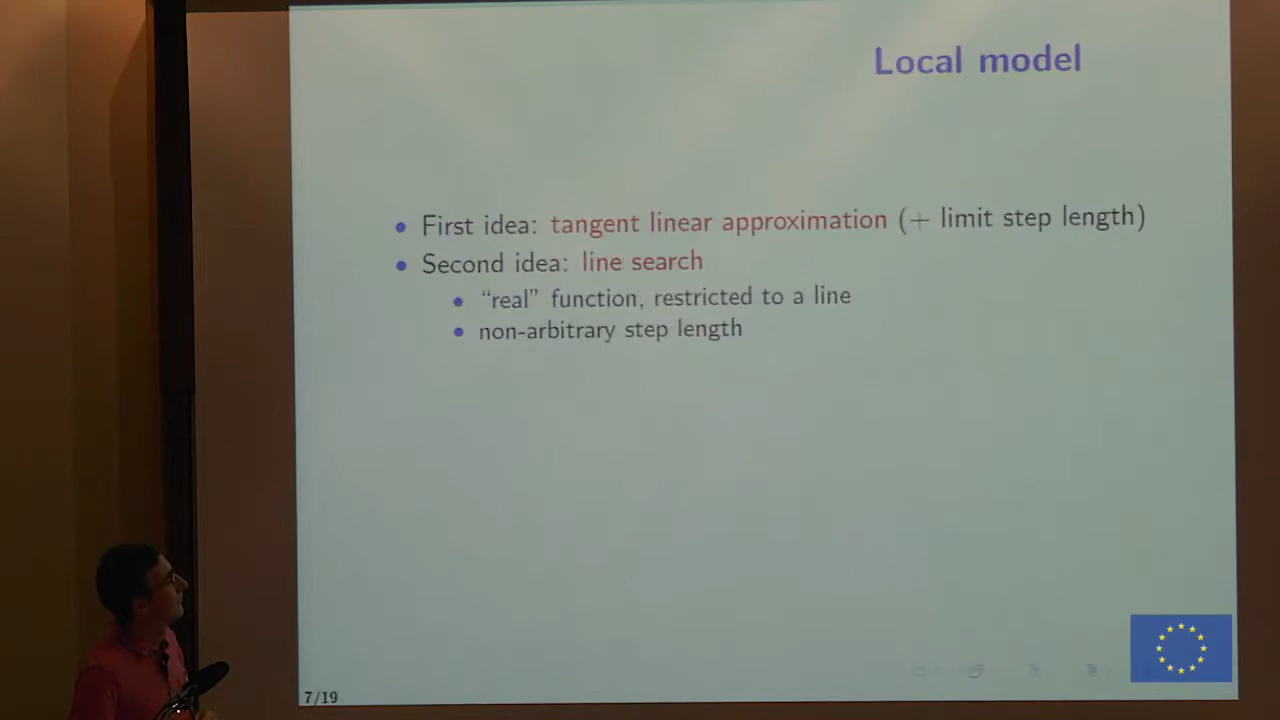 Local model
• First idea: tangent linear approximation (+ limit step length)
• Second idea: line search
• “real” function, restricted to a line
• non-arbitrary step length
7/19